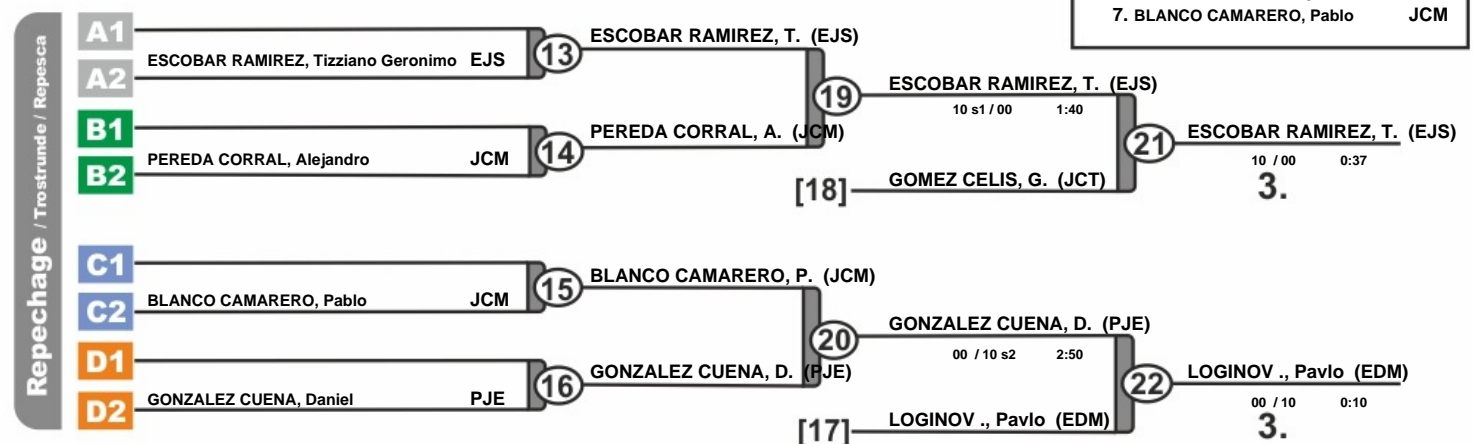 7. BLANCO CAMARERO, Pablo JCM
Repechage / Trostrunde / Repesca
A1
ESCOBAR RAMIREZ, Tizziano Geronimo EJS
A2
13
ESCOBAR RAMIREZ, T. (EJS)
B1
PEREDA CORRAL, Alejandro JCM
B2
14
PEREDA CORRAL, A. (JCM)
19
ESCOBAR RAMIREZ, T. (EJS)
10 s1 / 00 1:40
[18]
GOMEZ CELIS, G. (JCT)
21
ESCOBAR RAMIREZ, T. (EJS)
10 / 00 0:37
3.
C1
BLANCO CAMARERO, Pablo JCM
C2
15
BLANCO CAMARERO, P. (JCM)
D1
GONZALEZ CUENA, Daniel PJE
D2
16
GONZALEZ CUENA, D. (PJE)
20
GONZALEZ CUENA, D. (PJE)
00 / 10 s2 2:50
[17]
LOGINOV ., Pavlo (EDM)
22
LOGINOV ., Pavlo (EDM)
00 / 10 0:10
3.